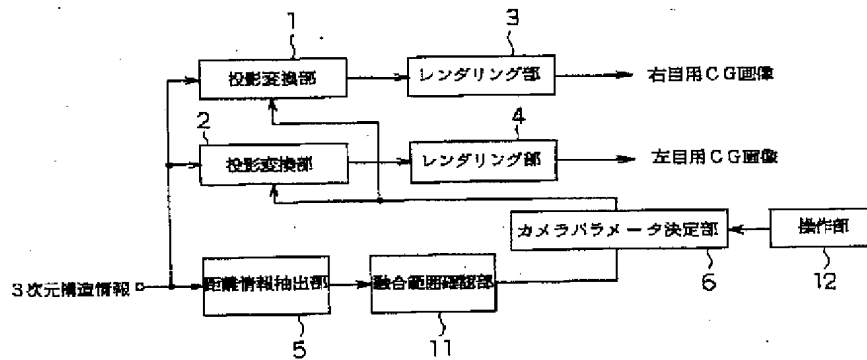 1
3
投影変換部
レンダリング部
右目用CG画像
2
4
投影変換部
レンダリング部
左目用CG画像
カメラパラメータ決定部
操作部
6
12
3次元構造情報
距離情報抽出部
融合範囲確認部
5
11